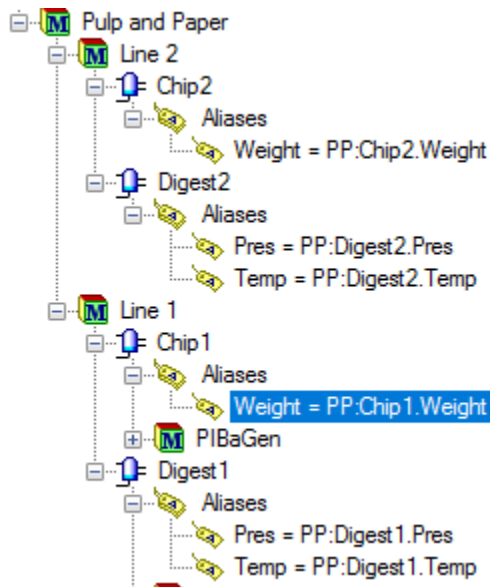 Pulp and Paper
Line 2
Chip2
Aliases
Weight = PP:Chip2.Weight
Digest2
Aliases
Pres = PP:Digest2.Pres
Temp = PP:Digest2.Temp
Line 1
Chip1
Aliases
Weight = PP:Chip1.Weight
PIBaGen
Digest1
Aliases
Pres = PP:Digest1.Pres
Temp = PP:Digest1.Temp